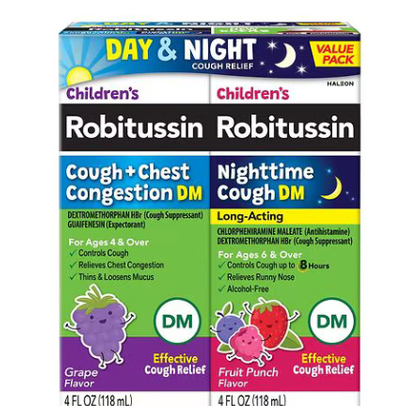 DAY & NIGHT
COUGH RELIEF
VALUE
PACK
HALEON
Children's
Robitussin
Cough + Chest
Congestion DM
DEXTROMETHORPHAN HBr (Cough Suppressant)
GUAIFENESIN (Expectorant)
For Ages 4 & Over
✓ Controls Cough
✓ Relieves Chest Congestion
✓ Thins & Loosens Mucus
DM
Grape
Flavor
Effective
Cough Relief
4 FL OZ (118 mL)
Children's
Robitussin
Nighttime
Cough DM
Long-Acting
CHLORPHENIRAMINE MALEATE (Antihistamine)
DEXTROMETHORPHAN HBr (Cough Suppressant)
For Ages 6 & Over
✓ Controls Cough up to 8 Hours
✓ Relieves Runny Nose
✓ Alcohol-Free
DM
Fruit Punch
Flavor
Effective
Cough Relief
4 FL OZ (118 mL)